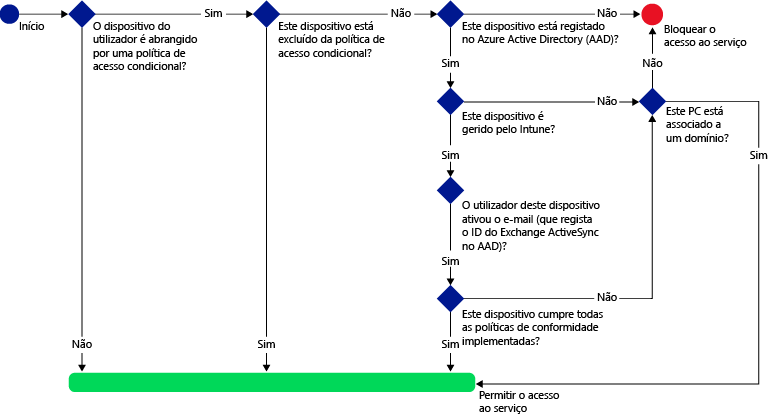 Início
O dispositivo do
utilizador é abrangido
por uma política de
acesso condicional?
Sim
Este dispositivo está
excluído da política de
acesso condicional?
Não
Este dispositivo está registado
no Azure Active Directory (AAD)?
Não
Bloquear o
acesso ao serviço
Sim
Não
Este dispositivo é
gerido pelo Intune?
Não
Este PC está
associado a
um domínio?
Sim
Sim
O utilizador deste dispositivo
ativou o e-mail (que regista
o ID do Exchange ActiveSync
no AAD)?
Sim
Não
Este dispositivo cumpre todas
as políticas de conformidade
implementadas?
Não
Sim
Sim
Permitir o acesso
ao serviço